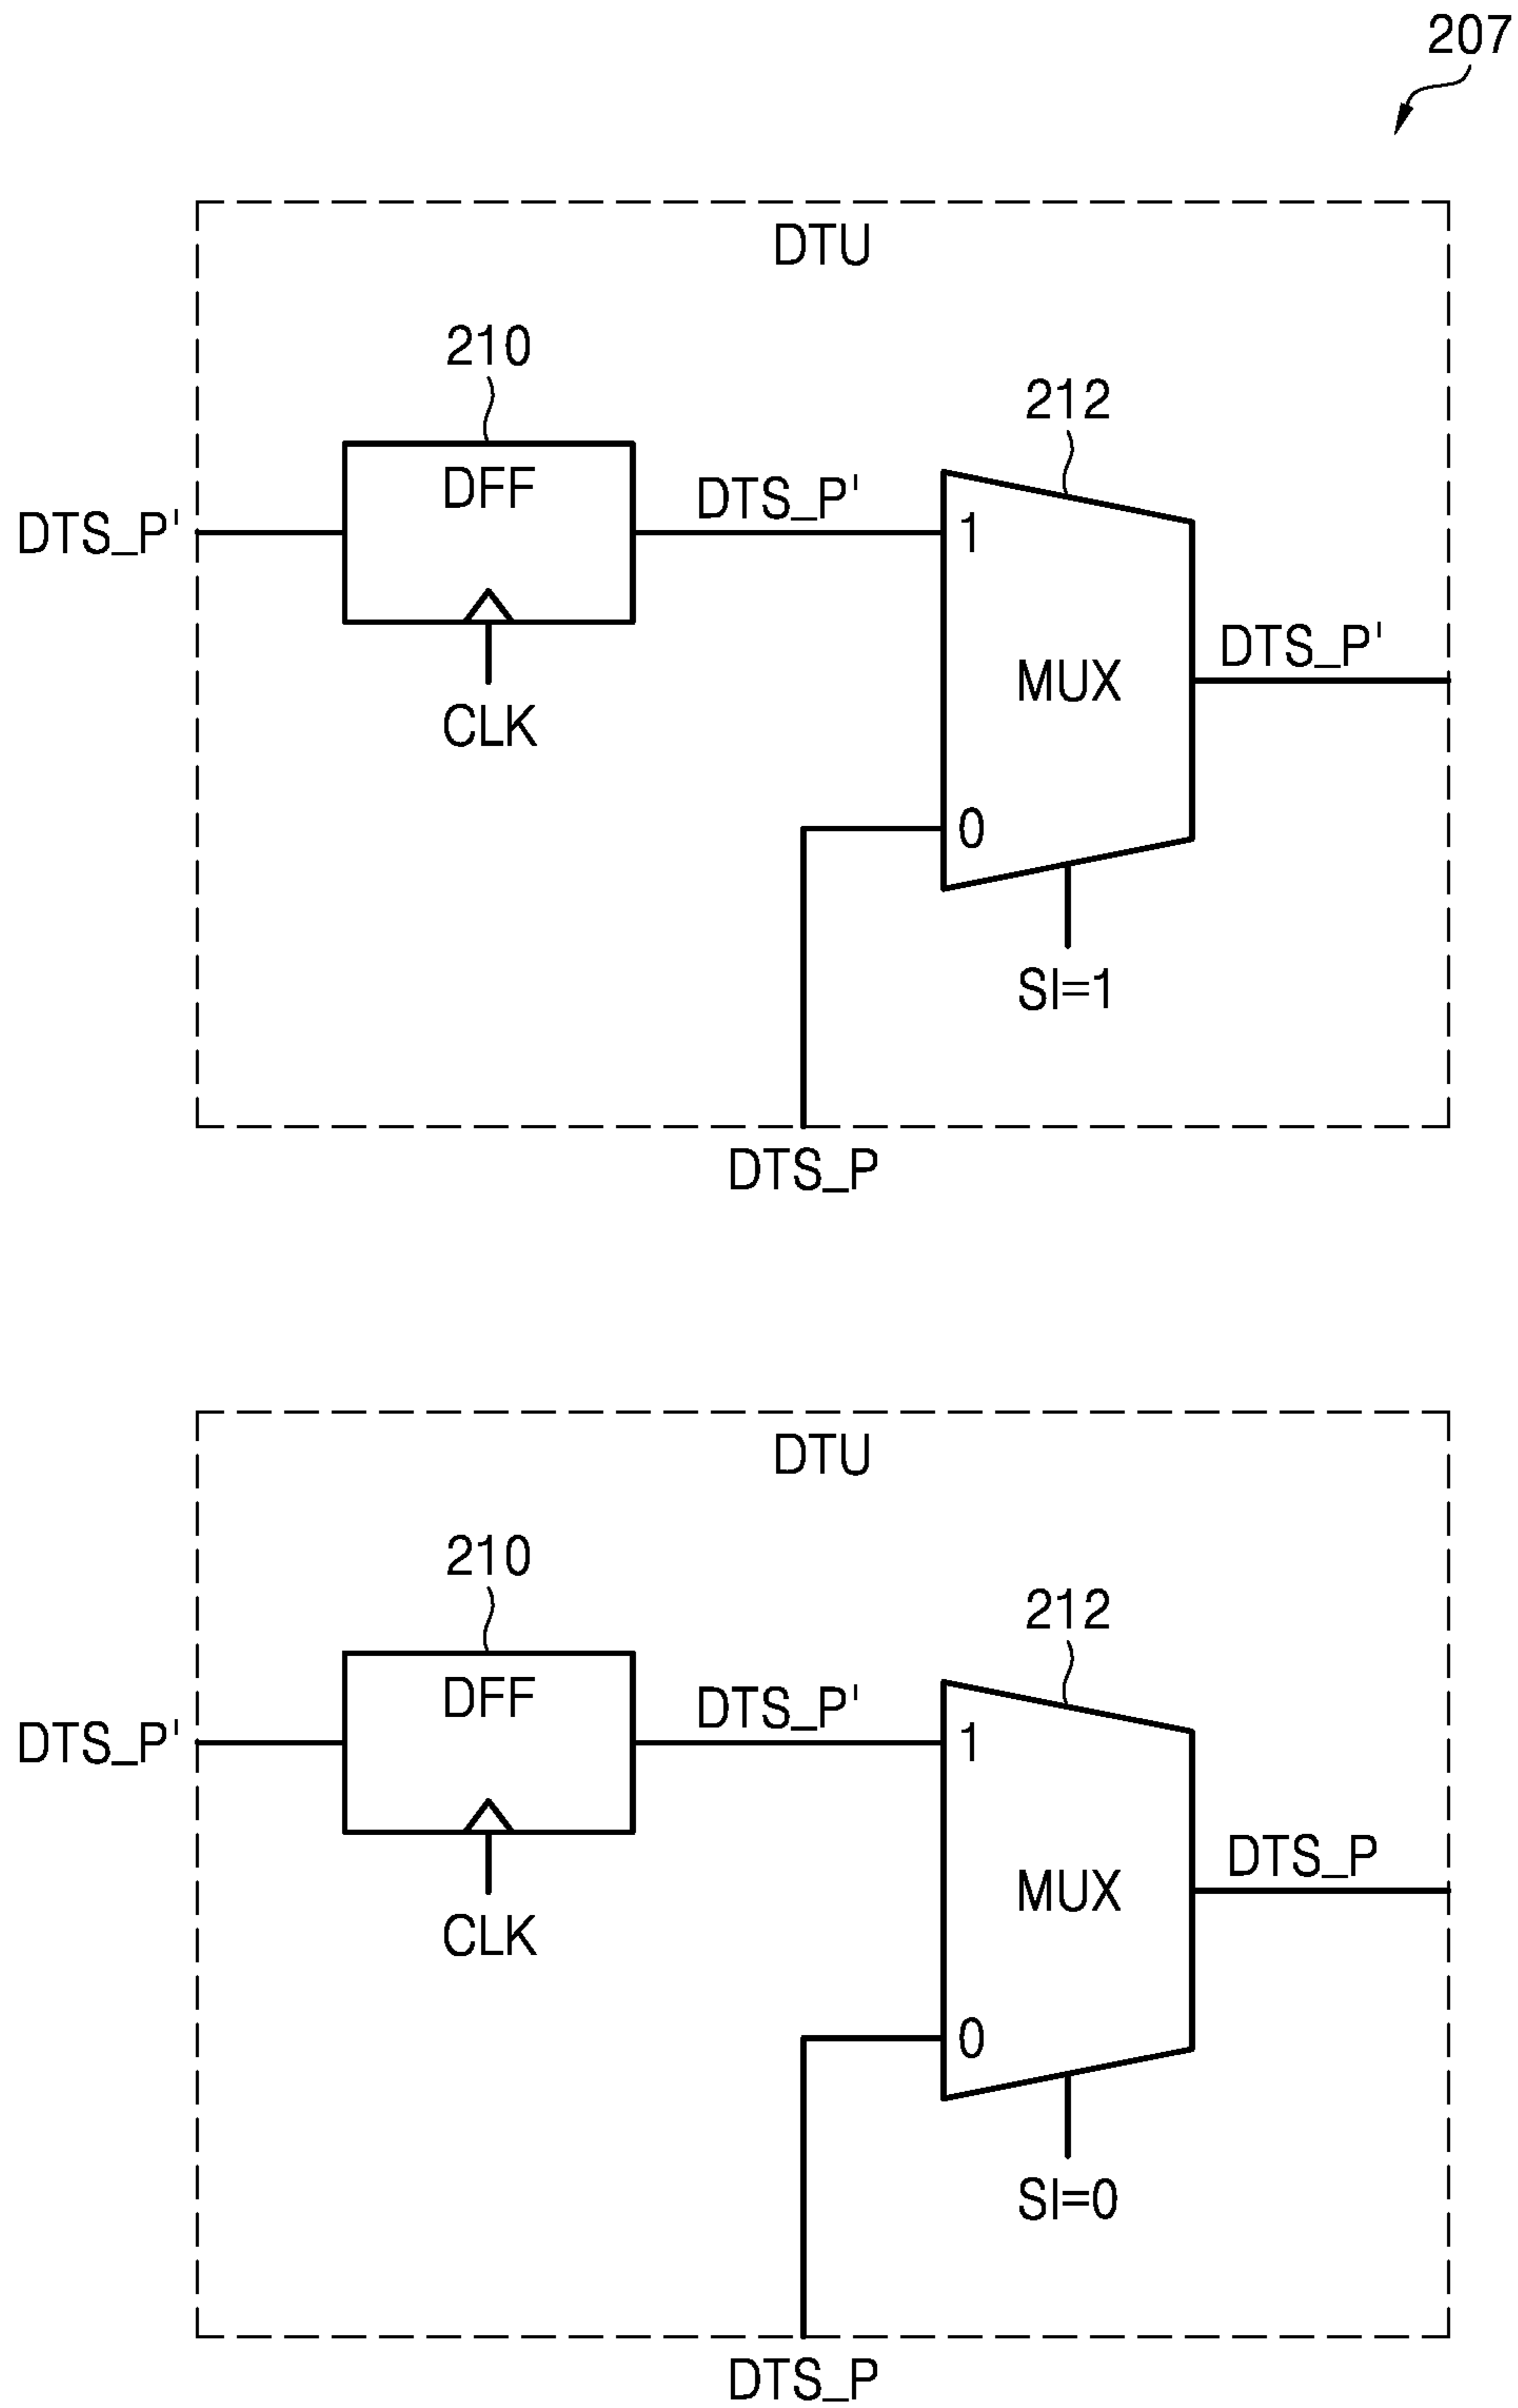 207
DTU
210
212
DFF
DTS_P'
DTS_P'
1
DTS_P'
MUX
CLK
0
SI=1
DTS_P
DTU
210
212
DFF
DTS_P'
DTS_P'
1
DTS_P
MUX
CLK
0
SI=0
DTS_P